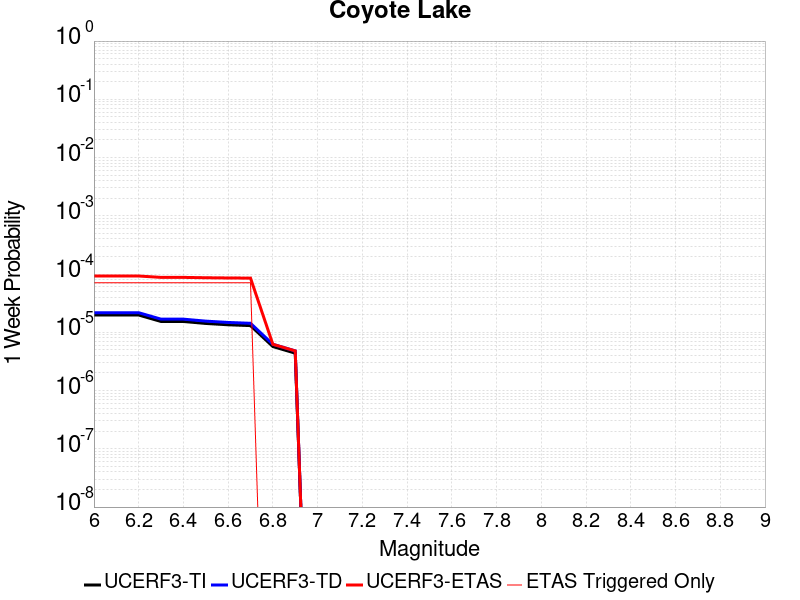 Coyote Lake
1 Week Probability
10^0
10^-1
10^-2
10^-3
10^-4
10^-5
10^-6
10^-7
10^-8
6 6.2 6.4 6.6 6.8 7 7.2 7.4 7.6 7.8 8 8.2 8.4 8.6 8.8 9
Magnitude
UCERF3-TI UCERF3-TD UCERF3-ETAS ETAS Triggered Only